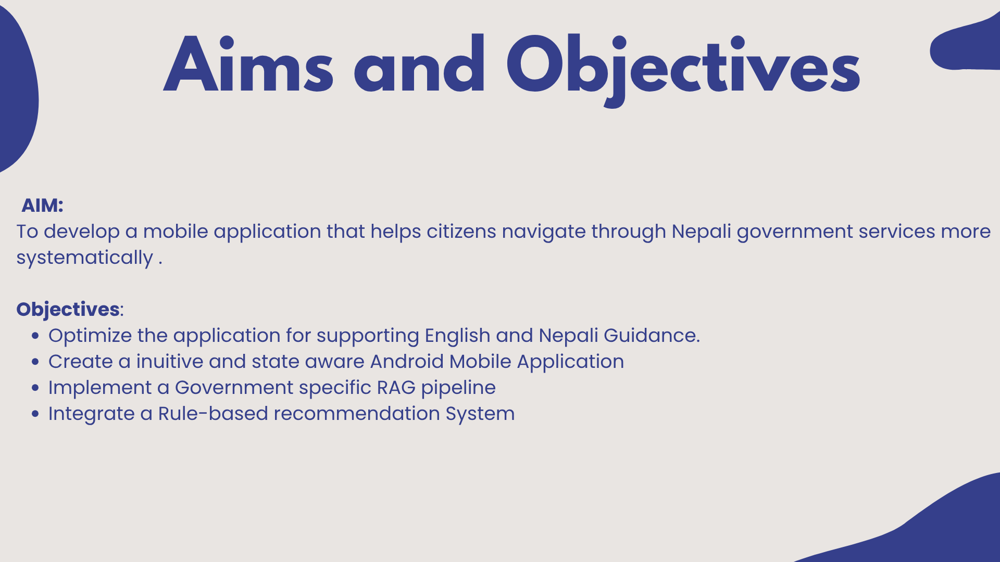 Aims and Objectives
AIM:
To develop a mobile application that helps citizens navigate through Nepali government services more
systematically .
Objectives:
• Optimize the application for supporting English and Nepali Guidance.
• Create a inuitive and state aware Android Mobile Application
• Implement a Government specific RAG pipeline
• Integrate a Rule-based recommendation System